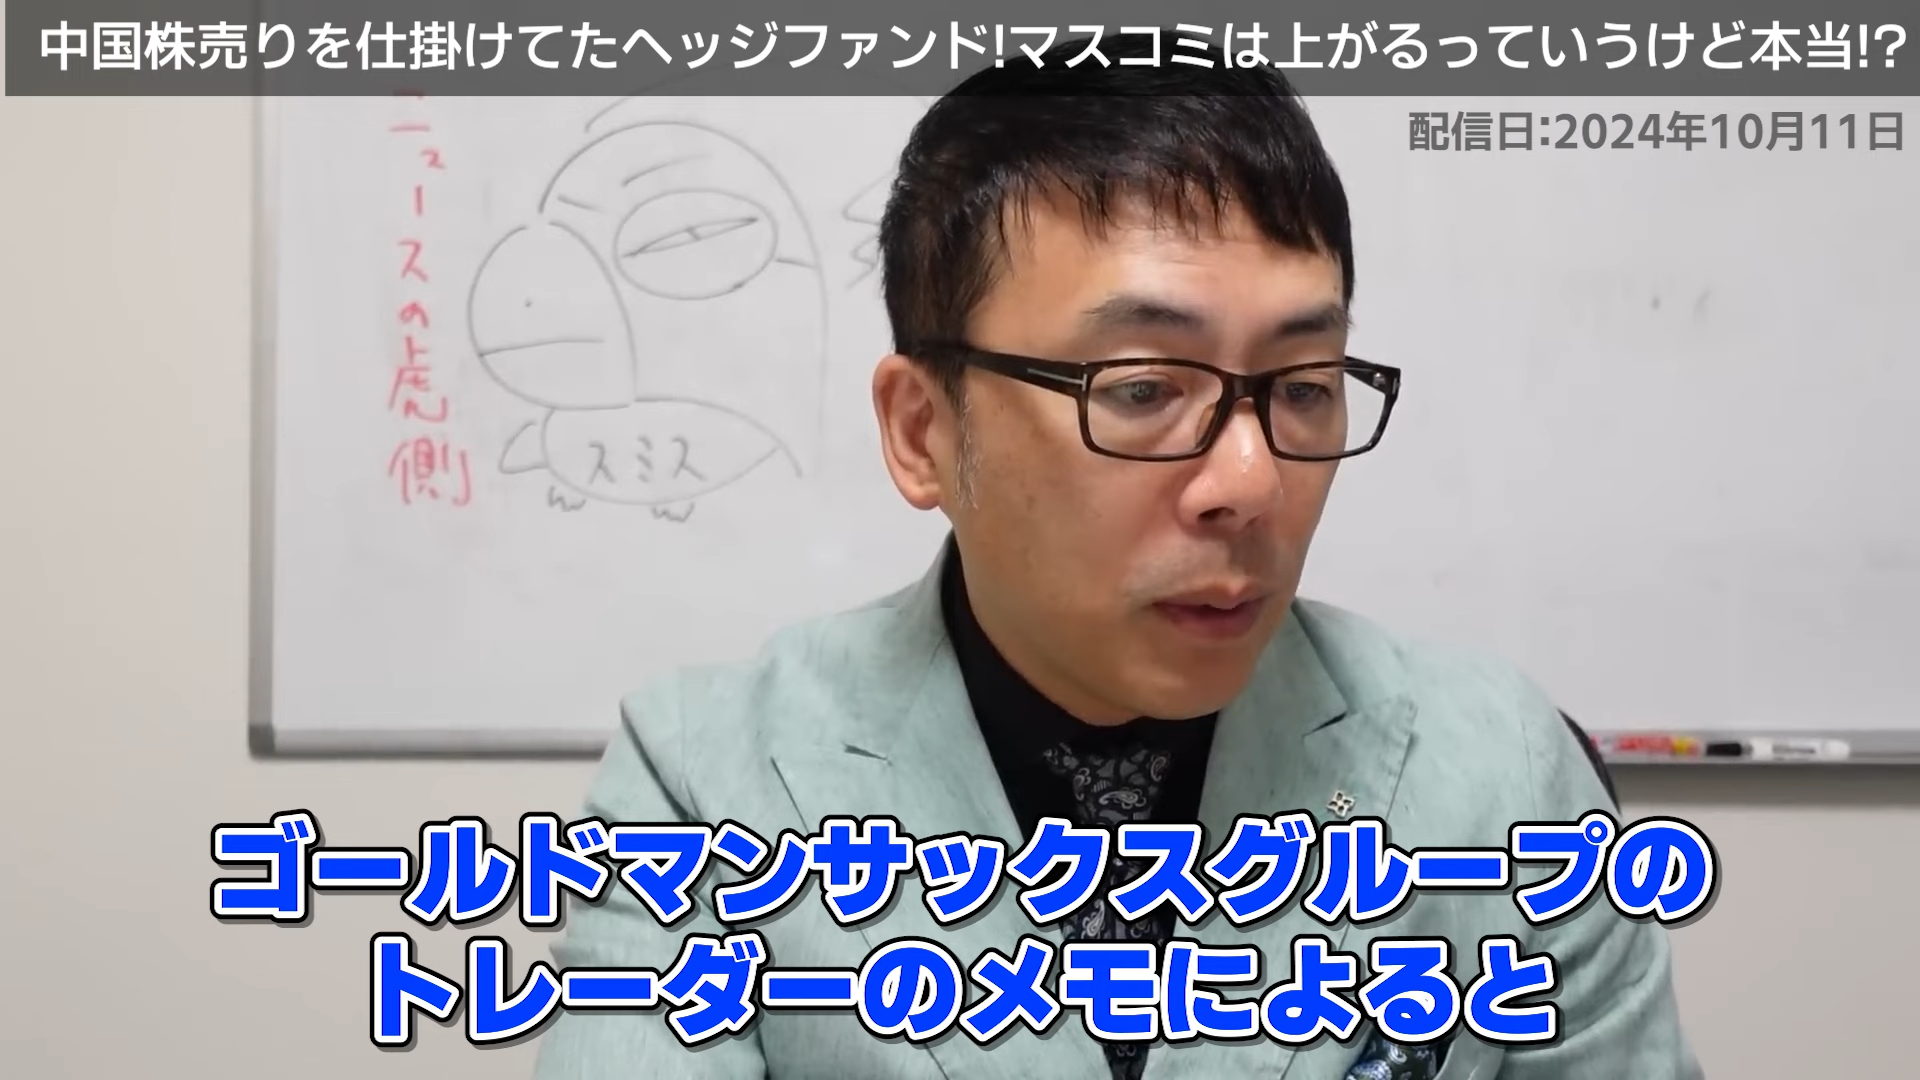 中国株売りを仕掛けてたヘッジファンド!マスコミは上がるっていうけど本当!?
配信日:2024年10月11日
ニュースの虎側
スミス
ゴールドマンサックスグループの
トレーダーのメモによると